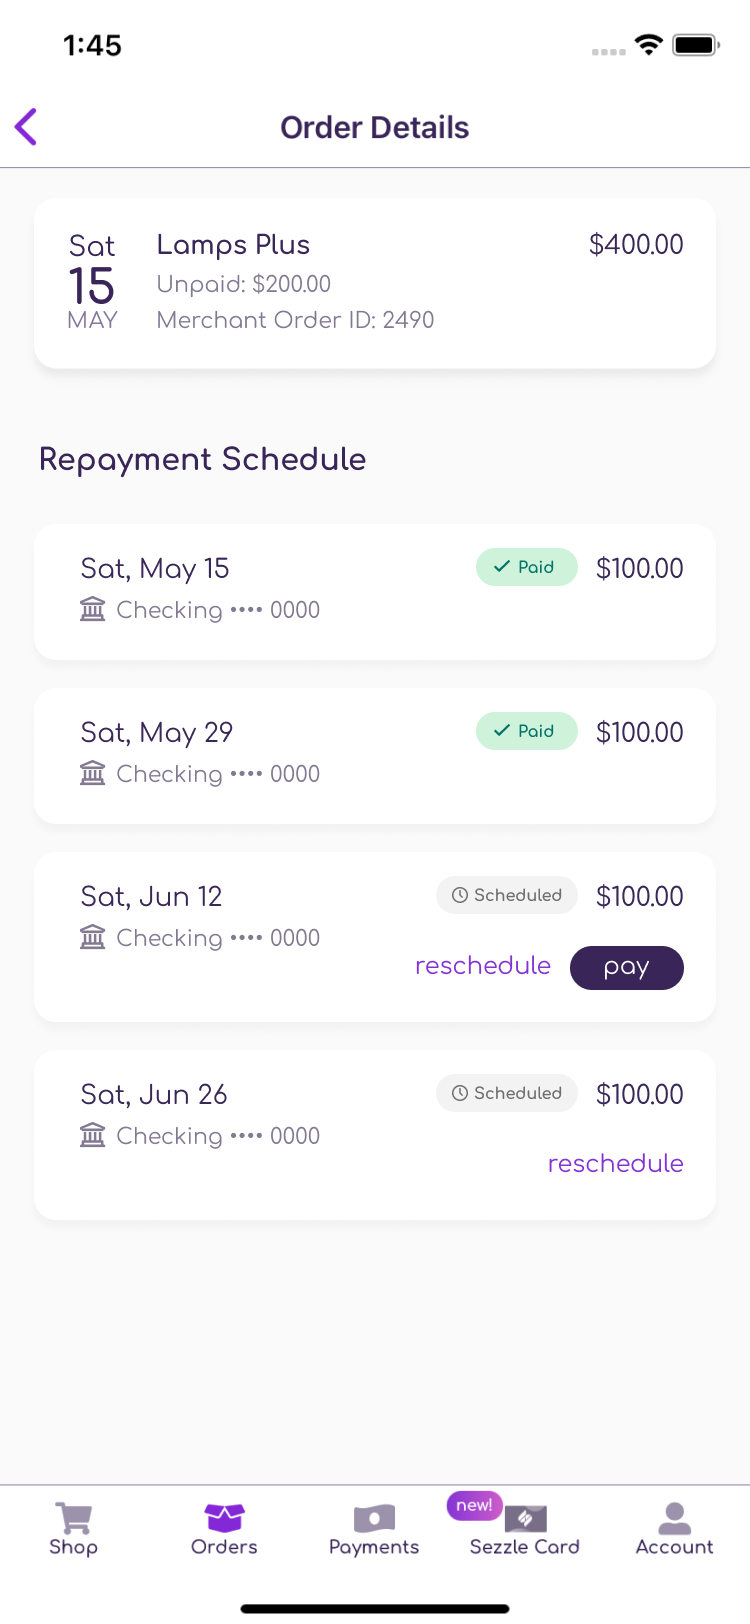 1:45
Order Details
Sat
15
MAY
Lamps Plus
$400.00
Unpaid: $200.00
Merchant Order ID: 2490
Repayment Schedule
Sat, May 15
Paid
$100.00
Checking •••• 0000
Sat, May 29
Paid
$100.00
Checking •••• 0000
Sat, Jun 12
Scheduled
$100.00
Checking •••• 0000
reschedule
pay
Sat, Jun 26
Scheduled
$100.00
Checking •••• 0000
reschedule
new!
Shop
Orders
Payments
Sezzle Card
Account